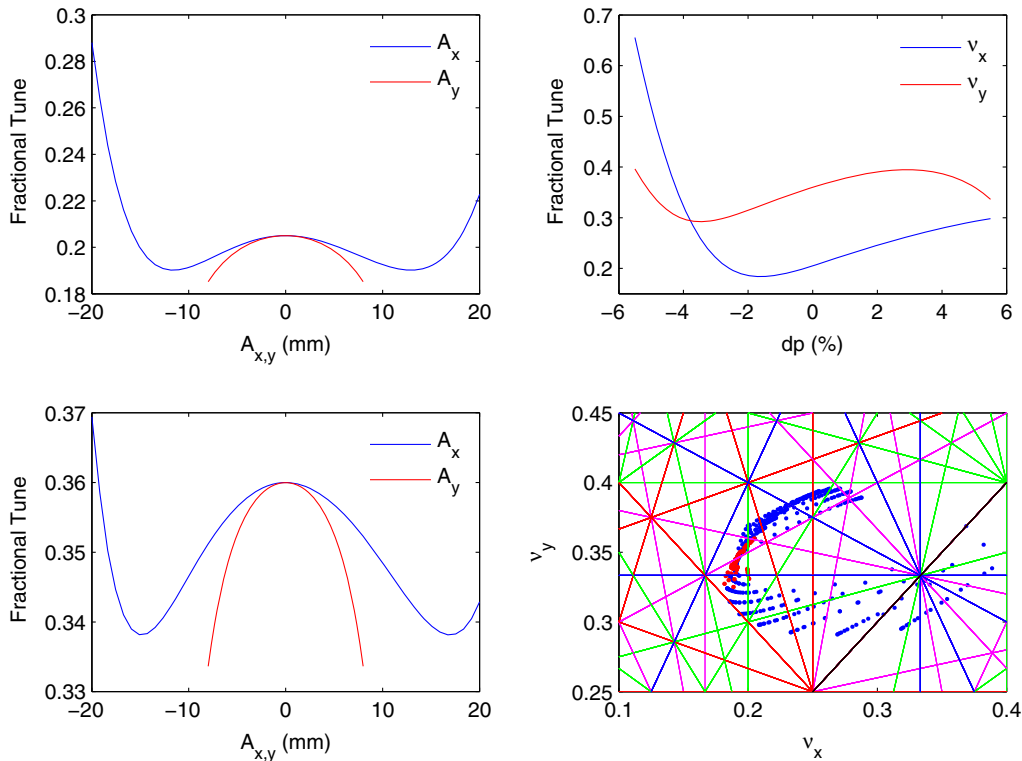 0.3
0.28
0.26
0.24
0.22
0.2
0.18
Fractional Tune
−20 −10 0 10 20
A_x,y (mm)
A_x
A_y
0.7
0.6
0.5
0.4
0.3
0.2
Fractional Tune
−6 −4 −2 0 2 4 6
dp (%)
ν_x
ν_y
0.37
0.36
0.35
0.34
0.33
Fractional Tune
−20 −10 0 10 20
A_x,y (mm)
A_x
A_y
0.45
0.4
0.35
0.3
0.25
ν_y
0.1 0.2 0.3 0.4
ν_x